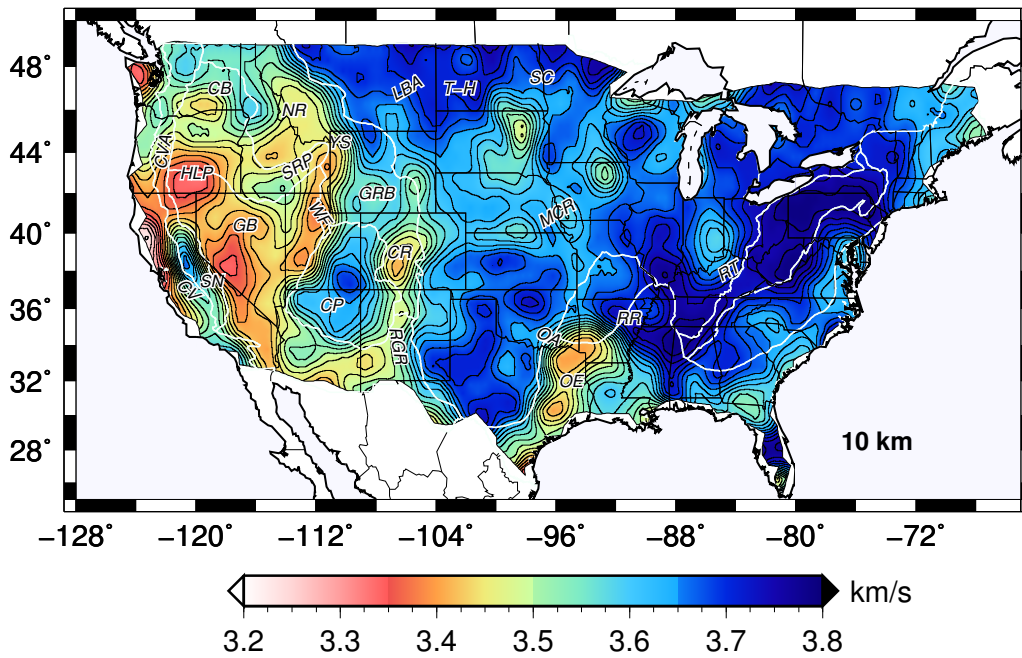 48°
44°
40°
36°
32°
28°
CB
NR
LBA
T–H
SC
CVA
YS
SRP
HLP
GRB
WF
GB
MCR
CR
SN
CV
CP
RT
RGR
OA
RR
OE
10 km
−128° −120° −112° −104° −96° −88° −80° −72°
km/s
3.2 3.3 3.4 3.5 3.6 3.7 3.8